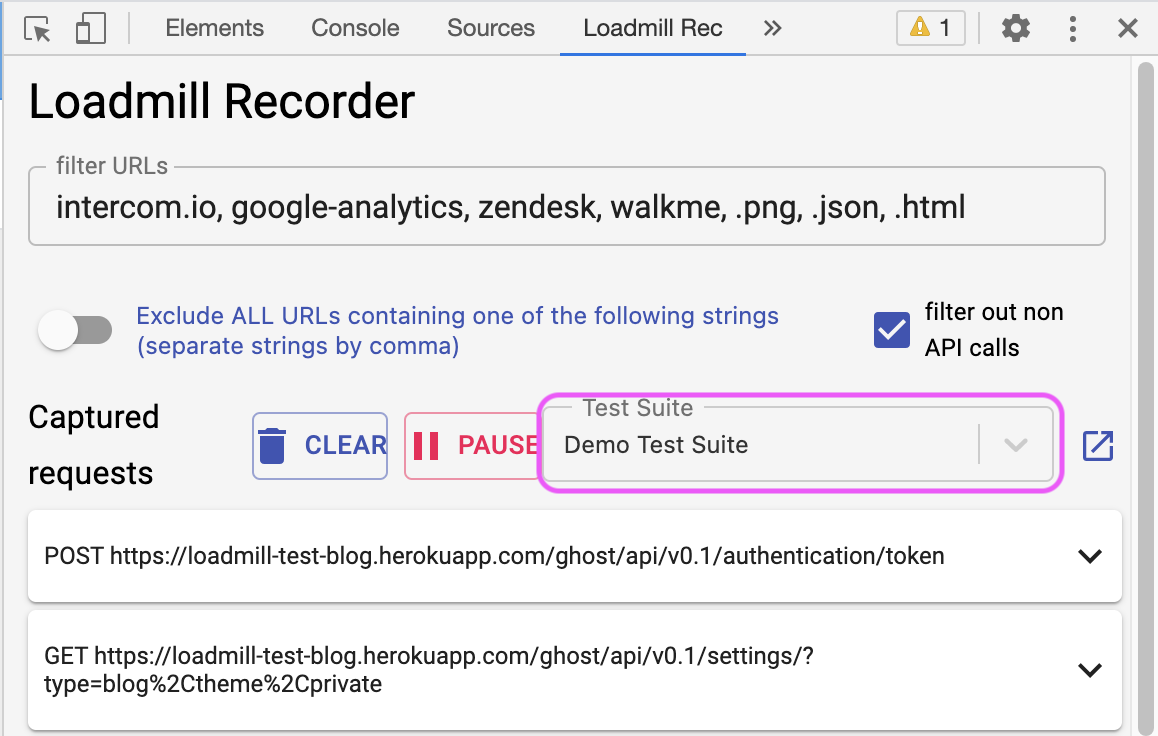 Elements Console Sources Loadmill Rec 1
Loadmill Recorder
filter URLs
intercom.io, google-analytics, zendesk, walkme, .png, .json, .html
Exclude ALL URLs containing one of the following strings
(separate strings by comma)
filter out non
API calls
Captured
requests
CLEAR
PAUSE
Test Suite
Demo Test Suite
POST https://loadmill-test-blog.herokuapp.com/ghost/api/v0.1/authentication/token
GET https://loadmill-test-blog.herokuapp.com/ghost/api/v0.1/settings/?
type=blog%2Ctheme%2Cprivate